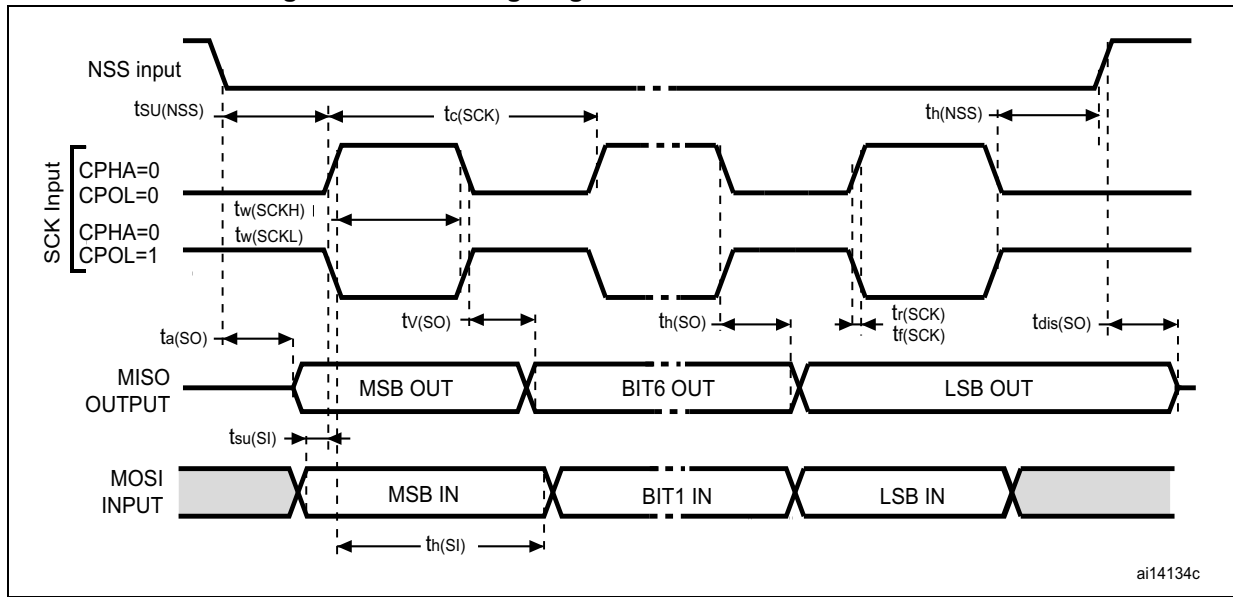 NSS input
tSU(NSS)
tc(SCK)
th(NSS)
SCK Input
CPHA=0
CPOL=0
tw(SCKH)
CPHA=0
CPOL=1
tw(SCKL)
tV(SO)
th(SO)
tr(SCK)
tf(SCK)
tdis(SO)
ta(SO)
MISO
OUTPUT
MSB OUT
BIT6 OUT
LSB OUT
tsu(SI)
MOSI
INPUT
MSB IN
BIT1 IN
LSB IN
th(SI)
ai14134c